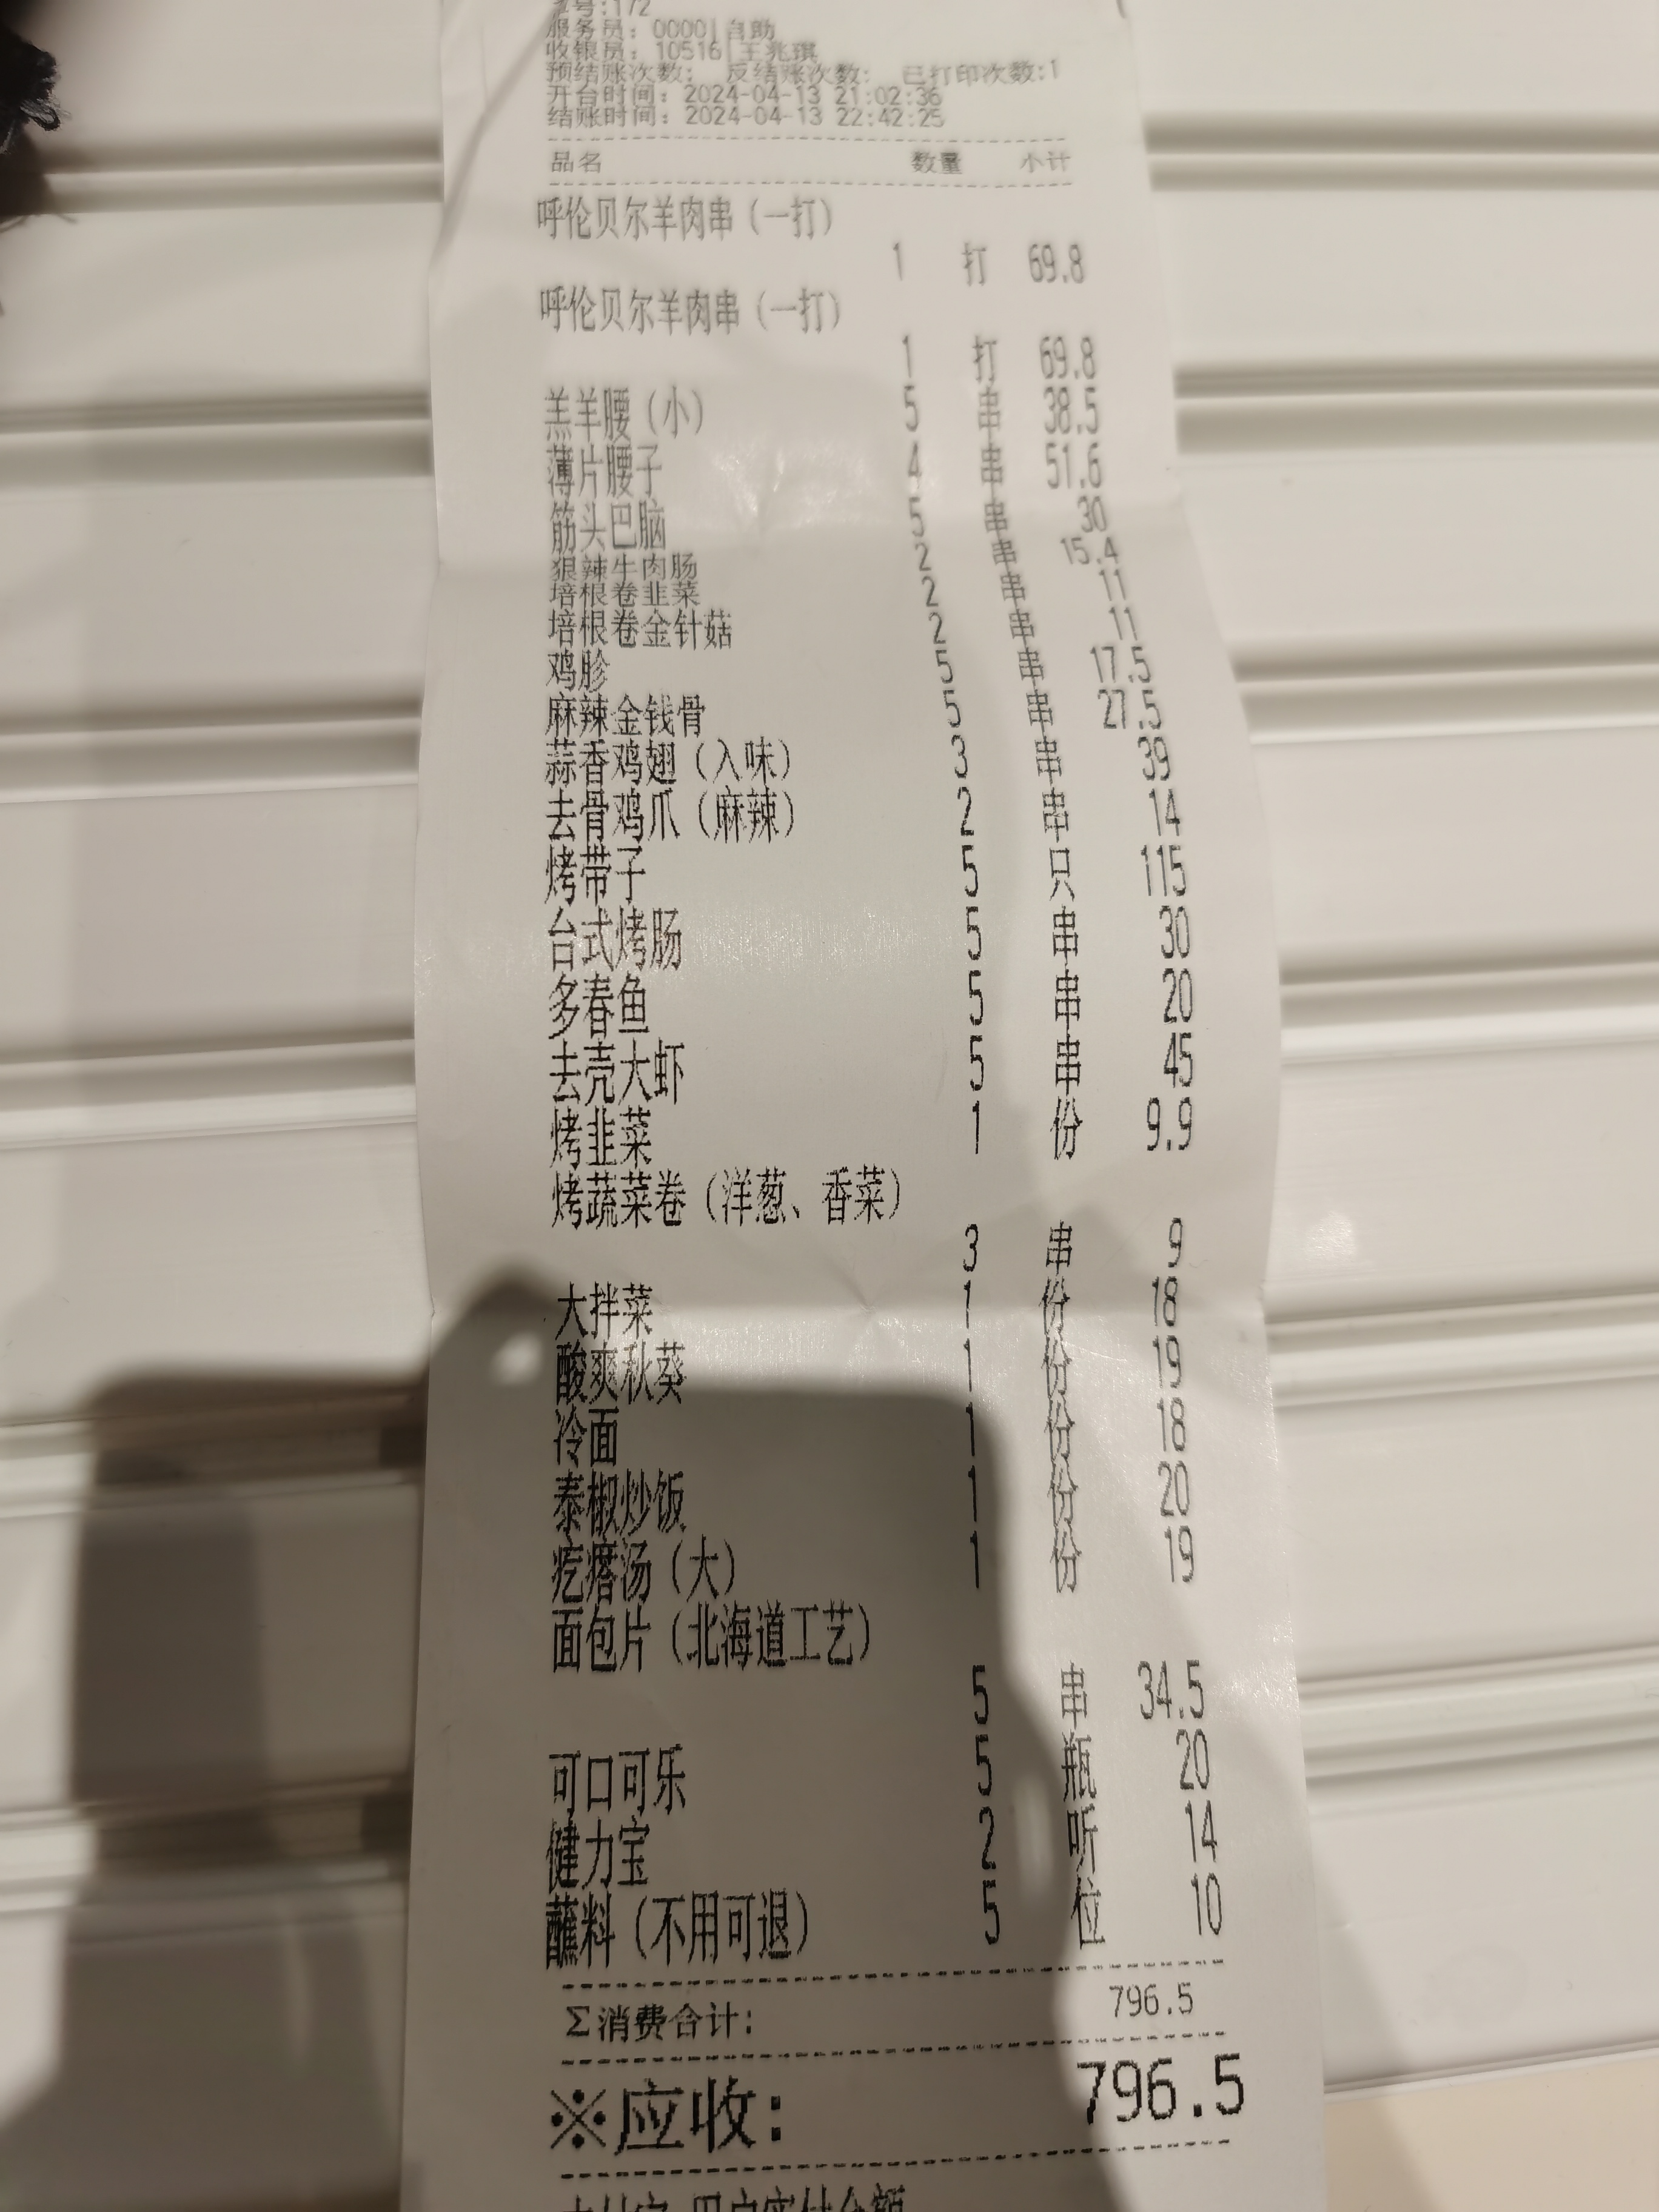 号:172
服务员: 0000| 自助
收银员: 10516| 王兆琪
预结账次数: 反结账次数: 已打印次数:1
开台时间: 2024-04-13 21:02:36
结账时间: 2024-04-13 22:42:25
品名 数量 小计
呼伦贝尔羊肉串（一打）
1 打 69.8
呼伦贝尔羊肉串（一打）
1 打 69.8
羔羊腰（小） 5 串 38.5
薄片腰子 4 串 51.6
筋头巴脑 5 串 30
狠辣牛肉肠 2 串 15.4
培根卷韭菜 2 串 11
培根卷金针菇 2 串 11
鸡胗 5 串 17.5
麻辣金钱骨 5 串 27.5
蒜香鸡翅（入味） 3 串 39
去骨鸡爪（麻辣） 2 串 14
烤带子 5 只 115
台式烤肠 5 串 30
多春鱼 5 串 20
去壳大虾 5 串 45
烤韭菜 1 份 9.9
烤蔬菜卷（洋葱、香菜）
3 串 9
大拌菜 1 份 18
酸爽秋葵 1 份 19
冷面 1 份 18
泰椒炒饭 1 份 20
疙瘩汤（大） 1 份 19
面包片（北海道工艺）
5 串 34.5
可口可乐 5 瓶 20
健力宝 2 听 14
蘸料（不用可退） 5 位 10
Σ消费合计: 796.5
※应收: 796.5